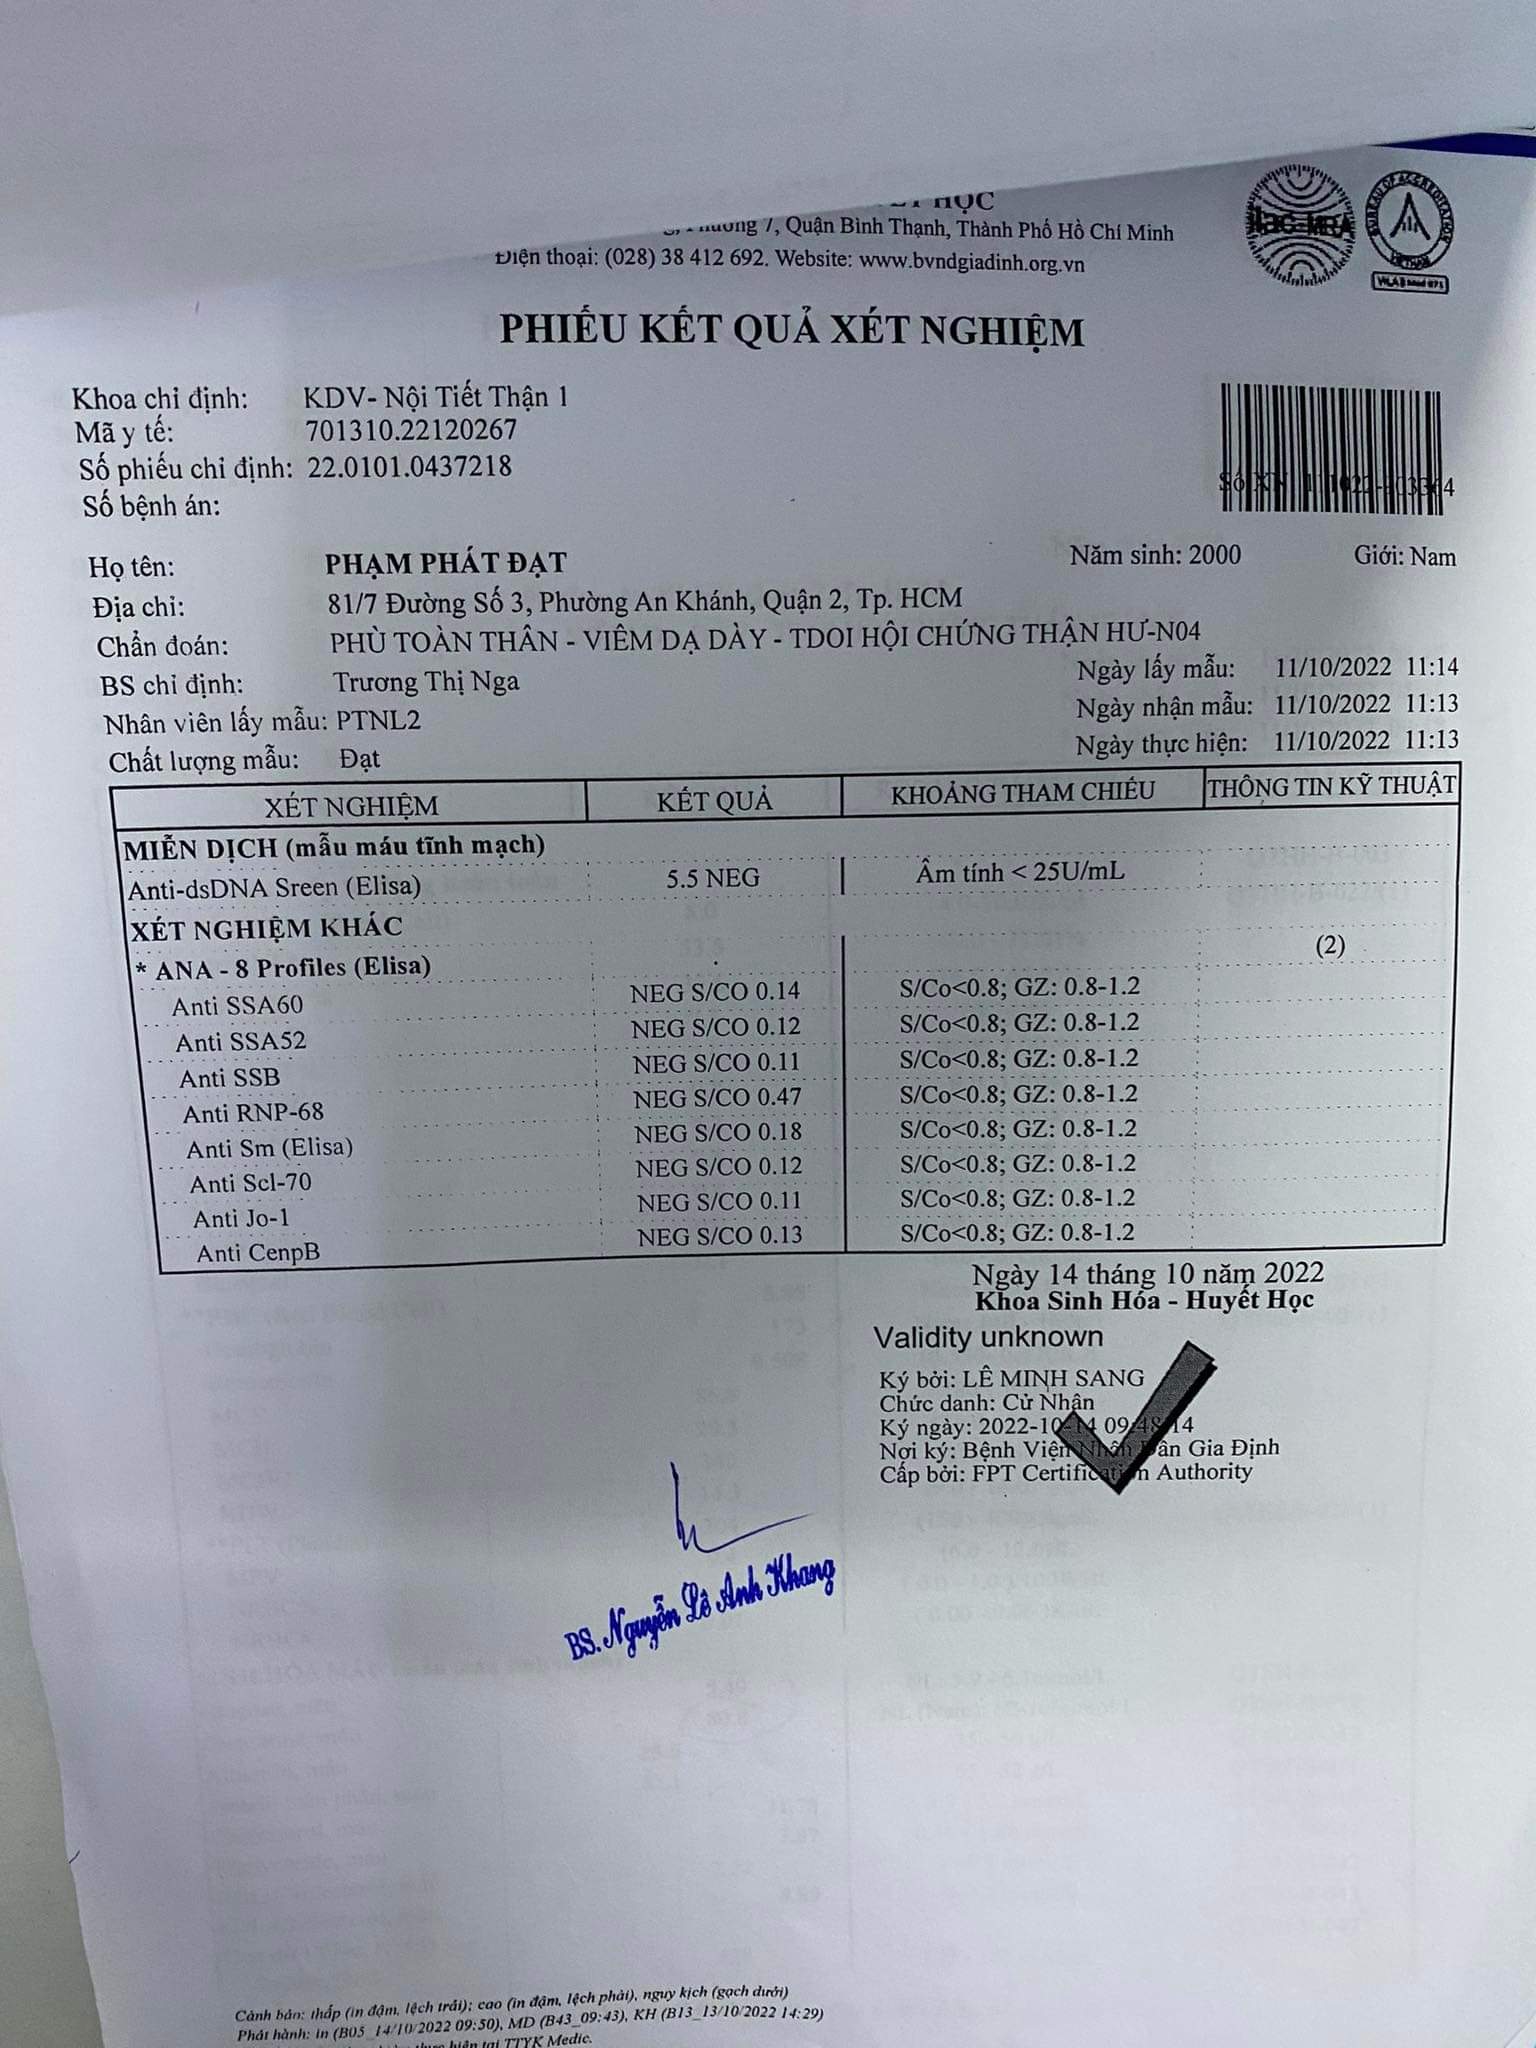 HỌC
7, Quận Bình Thạnh, Thành Phố Hồ Chí Minh
Điện thoại: (028) 38 412 692. Website: www.bvndgiadinh.org.vn
ilac-MRA
BUREAU OF ACCREDITATION
VIETNAM
PHIẾU KẾT QUẢ XÉT NGHIỆM
Khoa chỉ định: KDV- Nội Tiết Thận 1
Mã y tế: 701310.22120267
Số phiếu chỉ định: 22.0101.0437218
Số bệnh án:
Số XN
Họ tên: PHẠM PHÁT ĐẠT Năm sinh: 2000 Giới: Nam
Địa chỉ: 81/7 Đường Số 3, Phường An Khánh, Quận 2, Tp. HCM
Chẩn đoán: PHÙ TOÀN THÂN - VIÊM DẠ DÀY - TDOI HỘI CHỨNG THẬN HƯ-N04
BS chỉ định: Trương Thị Nga Ngày lấy mẫu: 11/10/2022 11:14
Nhân viên lấy mẫu: PTNL2 Ngày nhận mẫu: 11/10/2022 11:13
Chất lượng mẫu: Đạt Ngày thực hiện: 11/10/2022 11:13
XÉT NGHIỆM KẾT QUẢ KHOẢNG THAM CHIẾU THÔNG TIN KỸ THUẬT
MIỄN DỊCH (mẫu máu tĩnh mạch)
Anti-dsDNA Sreen (Elisa) 5.5 NEG Âm tính < 25U/mL
XÉT NGHIỆM KHÁC
* ANA - 8 Profiles (Elisa) (2)
Anti SSA60 NEG S/CO 0.14 S/Co<0.8; GZ: 0.8-1.2
Anti SSA52 NEG S/CO 0.12 S/Co<0.8; GZ: 0.8-1.2
Anti SSB NEG S/CO 0.11 S/Co<0.8; GZ: 0.8-1.2
Anti RNP-68 NEG S/CO 0.47 S/Co<0.8; GZ: 0.8-1.2
Anti Sm (Elisa) NEG S/CO 0.18 S/Co<0.8; GZ: 0.8-1.2
Anti Scl-70 NEG S/CO 0.12 S/Co<0.8; GZ: 0.8-1.2
Anti Jo-1 NEG S/CO 0.11 S/Co<0.8; GZ: 0.8-1.2
Anti CenpB NEG S/CO 0.13 S/Co<0.8; GZ: 0.8-1.2
Ngày 14 tháng 10 năm 2022
Khoa Sinh Hóa - Huyết Học
Validity unknown
Ký bởi: LÊ MINH SANG
Chức danh: Cử Nhân
Ký ngày: 2022-10-14 09:48:14
Nơi ký: Bệnh Viện Nhân Dân Gia Định
Cấp bởi: FPT Certification Authority
BS. Nguyễn Lê Anh Khang
Cảnh báo: thấp (in đậm, lệch trái); cao (in đậm, lệch phải), nguy kịch (gạch dưới)
Phát hành: in (B05_14/10/2022 09:50), MD (B43_09:43), KH (B13_13/10/2022 14:29)
hiện tại TTYK Medic.